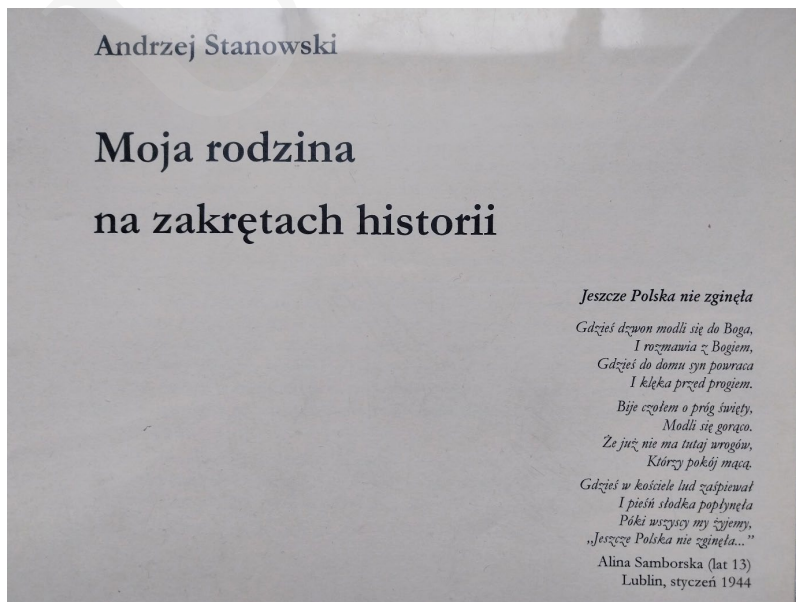 Andrzej Stanowski
Moja rodzina
na zakrętach historii
Jeszcze Polska nie zginęła
Gdzieś dzwon modli się do Boga,
I rozmawia z Bogiem,
Gdzieś do domu syn powraca
I klęka przed progiem.
Bije czołem o próg święty,
Modli się gorąco.
Że już nie ma tutaj wrogów,
Którzy pokój mącą.
Gdzieś w kościele lud zaśpiewał
I pieśń słodka popłynęła
Póki wszyscy my żyjemy,
„Jeszcze Polska nie zginęła...”
Alina Samborska (lat 13)
Lublin, styczeń 1944